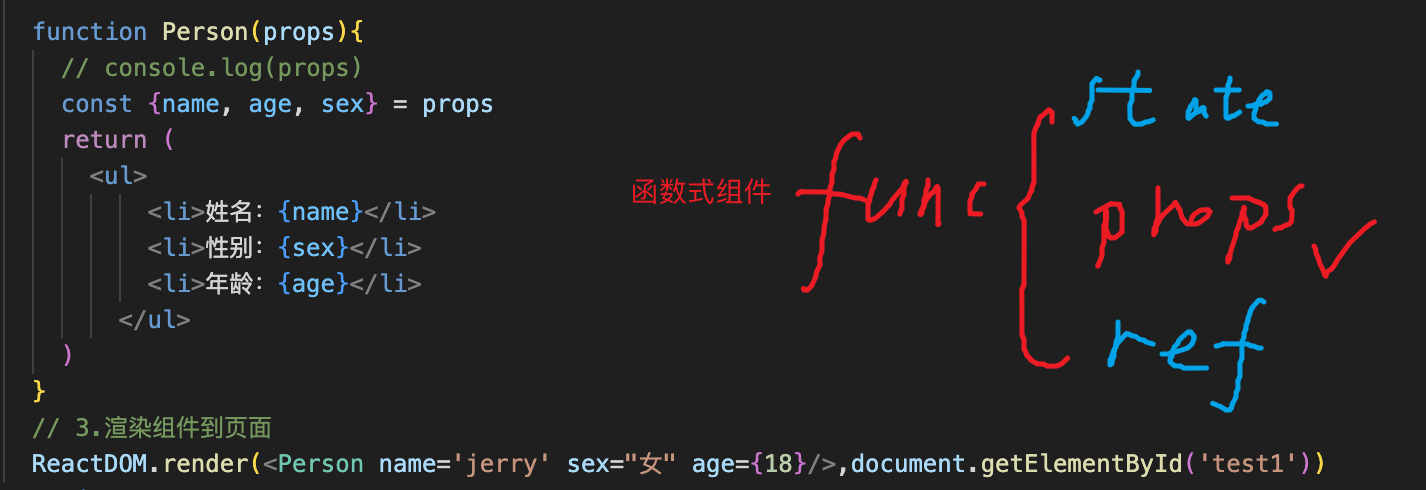 function Person(props){
// console.log(props)
const {name, age, sex} = props
return (
<ul>
<li>姓名：{name}</li>
<li>性别：{sex}</li>
<li>年龄：{age}</li>
</ul>
)
}
// 3.渲染组件到页面
ReactDOM.render(<Person name='jerry' sex="女" age={18}/>,document.getElementById('test1'))
函数式组件
func
state
props
ref